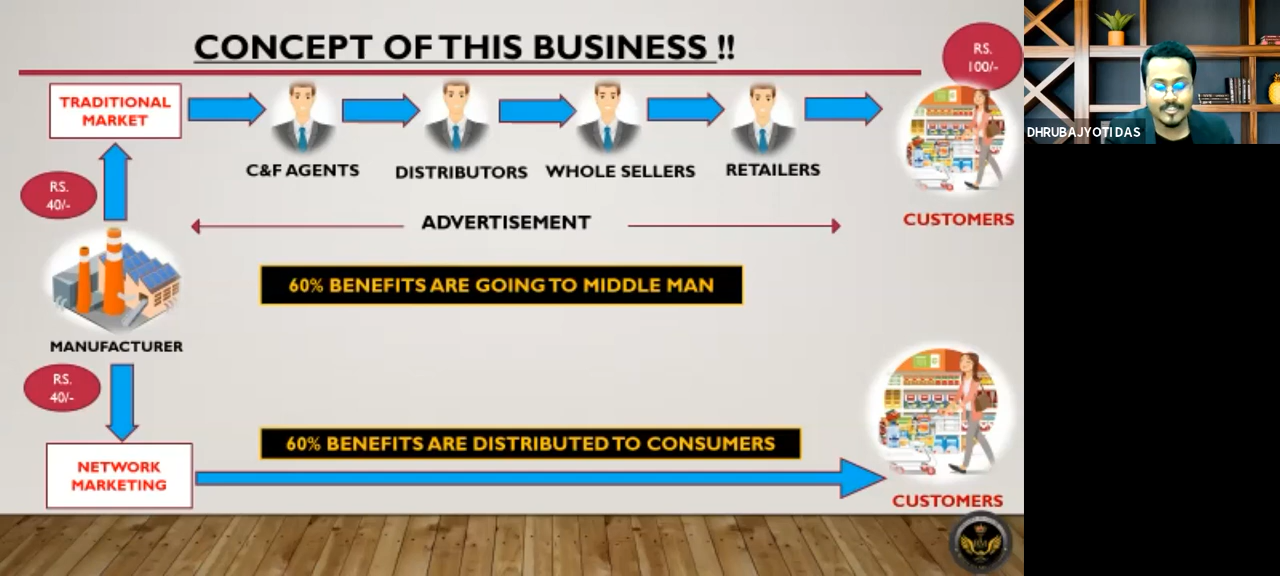 CONCEPT OF THIS BUSINESS !!
RS.
100/-
TRADITIONAL
MARKET
C&F AGENTS
DISTRIBUTORS
WHOLE SELLERS
RETAILERS
DHRUBAJYOTI DAS
RS.
40/-
ADVERTISEMENT
CUSTOMERS
60% BENEFITS ARE GOING TO MIDDLE MAN
MANUFACTURER
RS.
40/-
60% BENEFITS ARE DISTRIBUTED TO CONSUMERS
NETWORK
MARKETING
CUSTOMERS